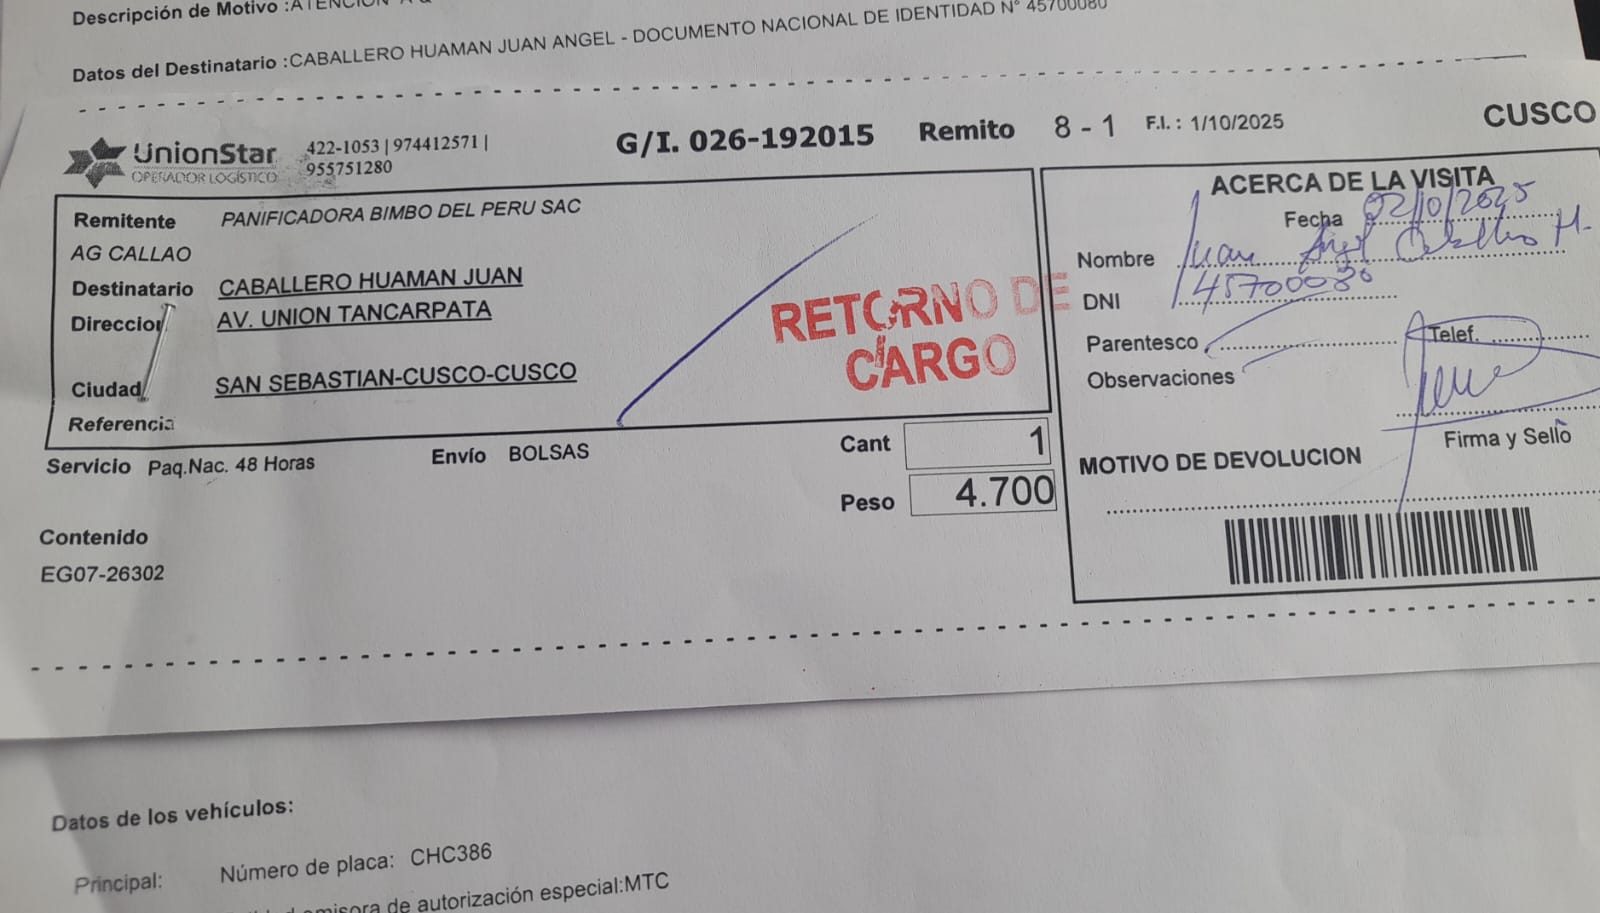 Descripción de Motivo :ATENCION A
Datos del Destinatario :CABALLERO HUAMAN JUAN ANGEL - DOCUMENTO NACIONAL DE IDENTIDAD N° 45700080
UnionStar
OPERADOR LOGÍSTICO
422-1053 | 974412571 |
955751280
G/I. 026-192015 Remito 8 - 1 F.I. : 1/10/2025 CUSCO
Remitente PANIFICADORA BIMBO DEL PERU SAC
AG CALLAO
Destinatario CABALLERO HUAMAN JUAN
Direccion AV. UNION TANCARPATA
Ciudad SAN SEBASTIAN-CUSCO-CUSCO
Referencia
RETORNO DE
CARGO
Servicio Paq.Nac. 48 Horas Envío BOLSAS
Cant 1
Peso 4.700
Contenido
EG07-26302
ACERCA DE LA VISITA
Fecha 02/10/2025
Nombre Juan Angel Caballero H.
DNI 45700080
Parentesco Telef.
Observaciones
Firma y Sello
MOTIVO DE DEVOLUCION
Datos de los vehículos:
Principal: Número de placa: CHC386
emisora de autorización especial:MTC